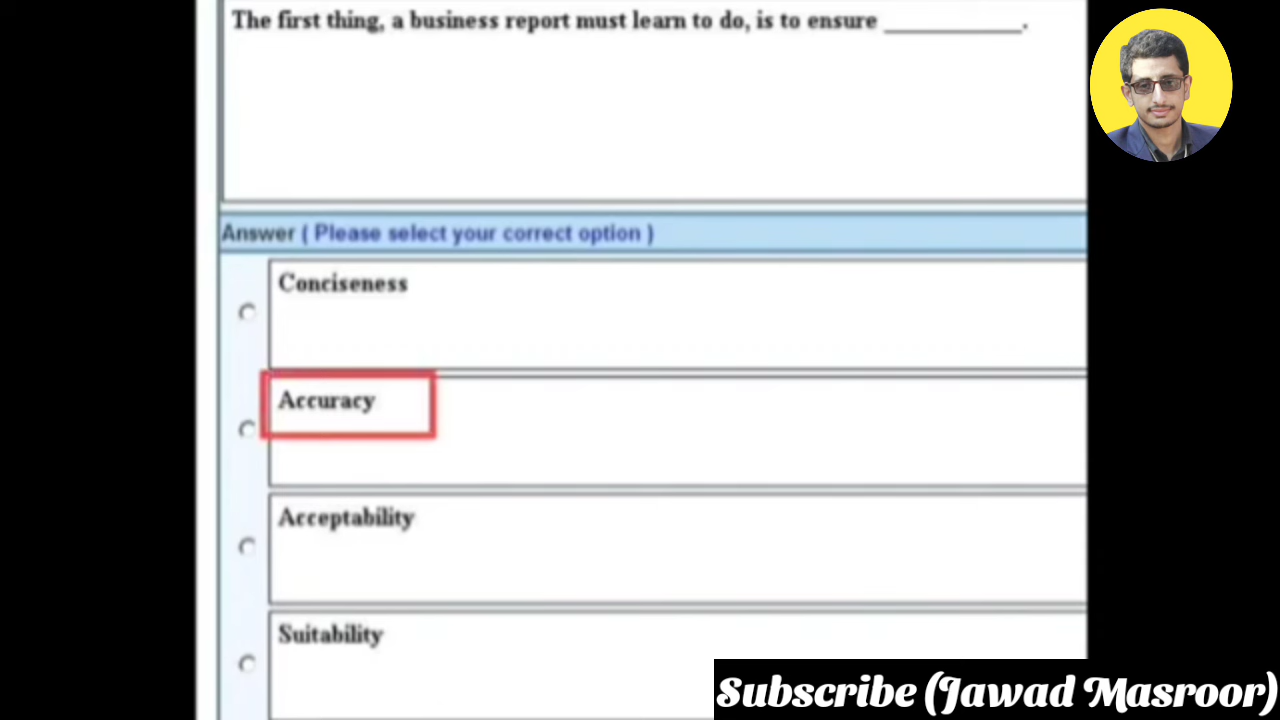 The first thing, a business report must learn to do, is to ensure ____________.
Answer ( Please select your correct option )
Conciseness
Accuracy
Acceptability
Suitability
Subscribe (Jawad Masroor)